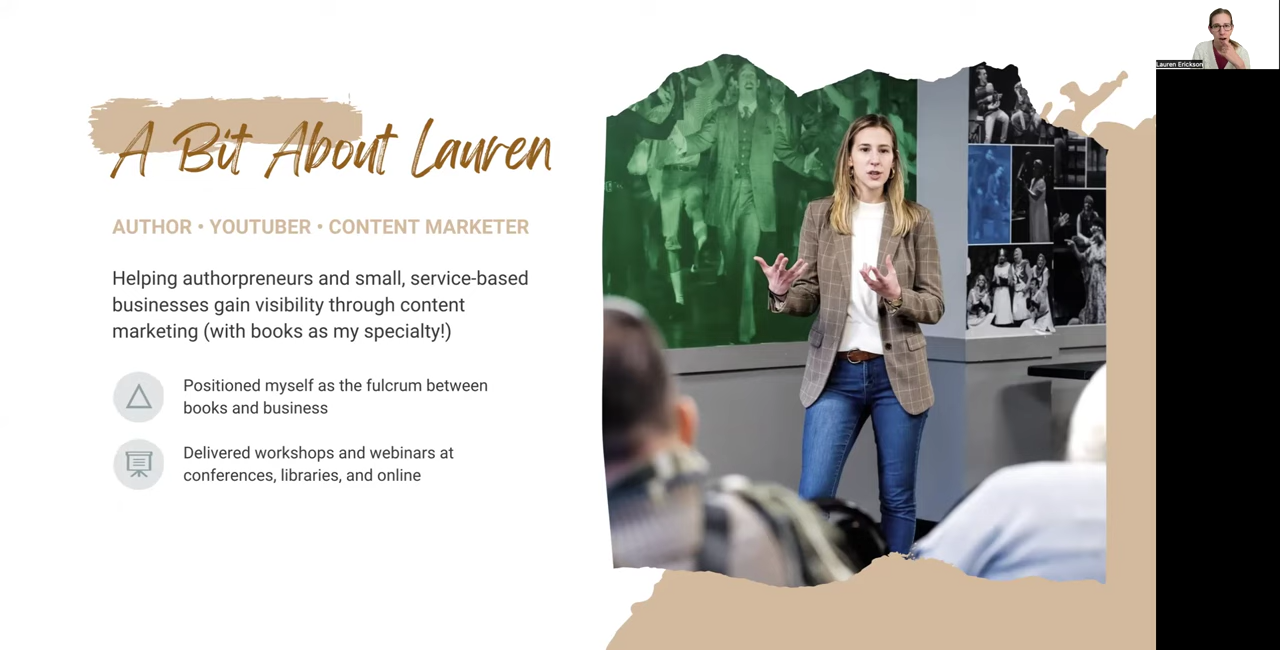 Lauren Erickson
A Bit About Lauren
AUTHOR • YOUTUBER • CONTENT MARKETER
Helping authorpreneurs and small, service-based
businesses gain visibility through content
marketing (with books as my specialty!)
Positioned myself as the fulcrum between
books and business
Delivered workshops and webinars at
conferences, libraries, and online